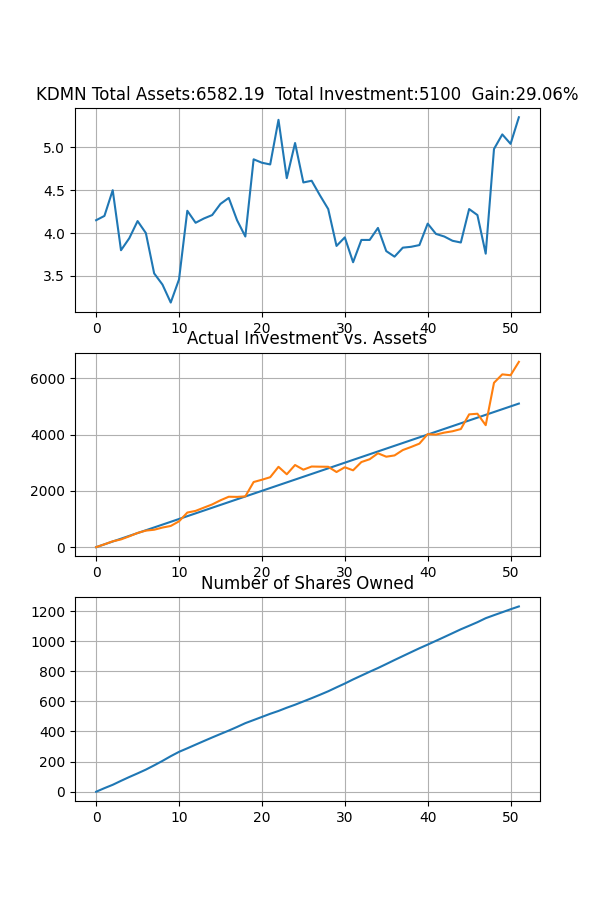 KDMN Total Assets:6582.19  Total Investment:5100  Gain:29.06%
5.0
4.5
4.0
3.5
0 10 20 30 40 50
Actual Investment vs. Assets
6000
4000
2000
0
0 10 20 30 40 50
Number of Shares Owned
1200
1000
800
600
400
200
0
0 10 20 30 40 50